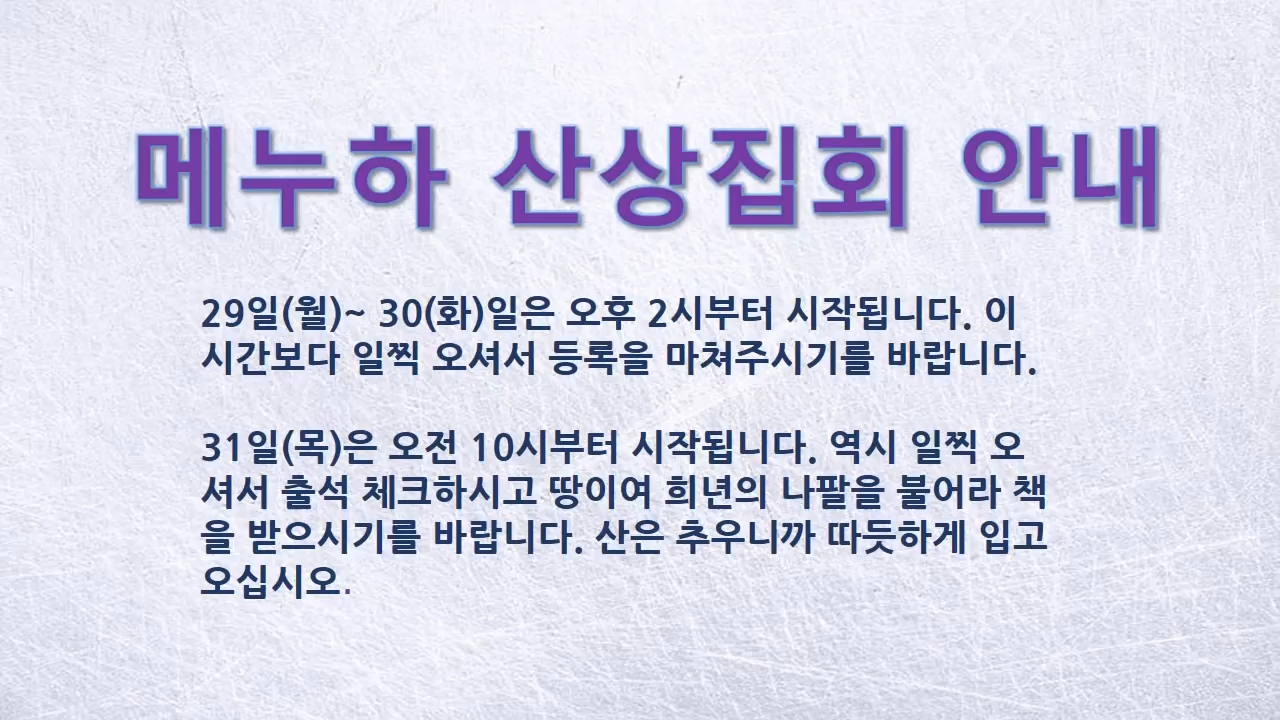 메누하 산상집회 안내
29일(월)~ 30(화)일은 오후 2시부터 시작됩니다. 이
시간보다 일찍 오셔서 등록을 마쳐주시기를 바랍니다.
31일(목)은 오전 10시부터 시작됩니다. 역시 일찍 오
셔서 출석 체크하시고 땅이여 희년의 나팔을 불어라 책
을 받으시기를 바랍니다. 산은 추우니까 따듯하게 입고
오십시오.